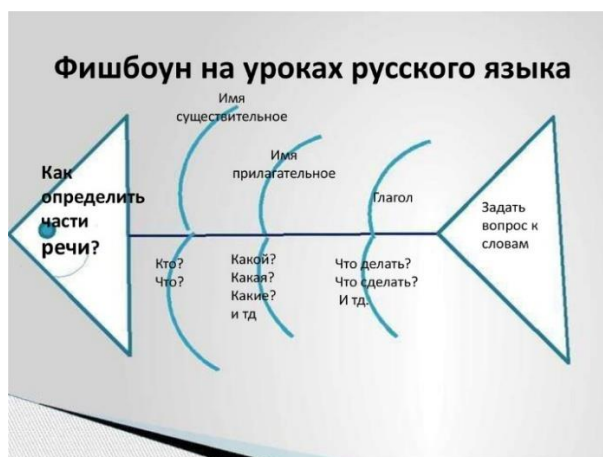 Фишбоун на уроках русского языка
Имя
существительное
Имя
прилагательное
Глагол
Как
определить
части
речи?
Кто?
Что?
Какой?
Какая?
Какие?
и тд
Что делать?
Что сделать?
И тд.
Задать
вопрос к
словам